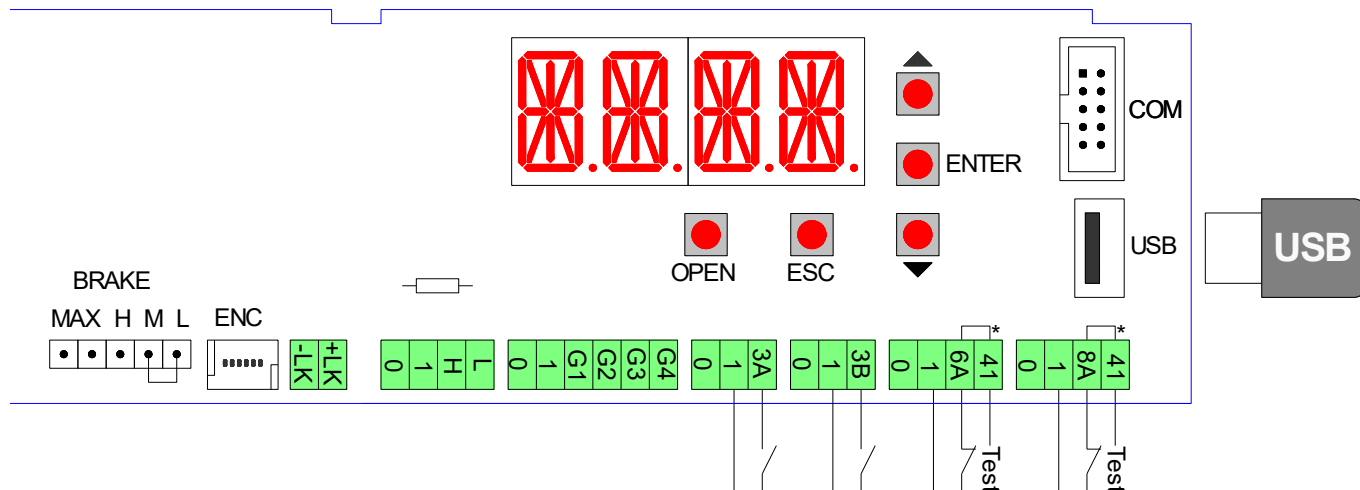 COM
ENTER
USB
USB
OPEN ESC
BRAKE
MAX H M L ENC
* *
-LK +LK 0 1 H L 0 1 G1 G2 G3 G4 0 1 3A 0 1 3B 0 1 6A 41 0 1 8A 41
Test Test